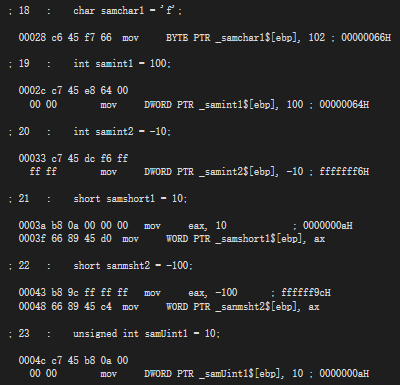 ; 18   :     char samchar1 = 'f';
00028 c6 45 f7 66  mov     BYTE PTR _samchar1$[ebp], 102 ; 00000066H
; 19   :     int samint1 = 100;
0002c c7 45 e8 64 00
00 00     mov     DWORD PTR _samint1$[ebp], 100 ; 00000064H
; 20   :     int samint2 = -10;
00033 c7 45 dc f6 ff
ff ff     mov     DWORD PTR _samint2$[ebp], -10 ; fffffff6H
; 21   :     short samshort1 = 10;
0003a b8 0a 00 00 00   mov     eax, 10     ; 0000000aH
0003f 66 89 45 d0  mov     WORD PTR _samshort1$[ebp], ax
; 22   :     short sanmsht2 = -100;
00043 b8 9c ff ff ff   mov     eax, -100     ; ffffff9cH
00048 66 89 45 c4  mov     WORD PTR _sanmsht2$[ebp], ax
; 23   :     unsigned int samUint1 = 10;
0004c c7 45 b8 0a 00
00 00     mov     DWORD PTR _samUint1$[ebp], 10 ; 0000000aH